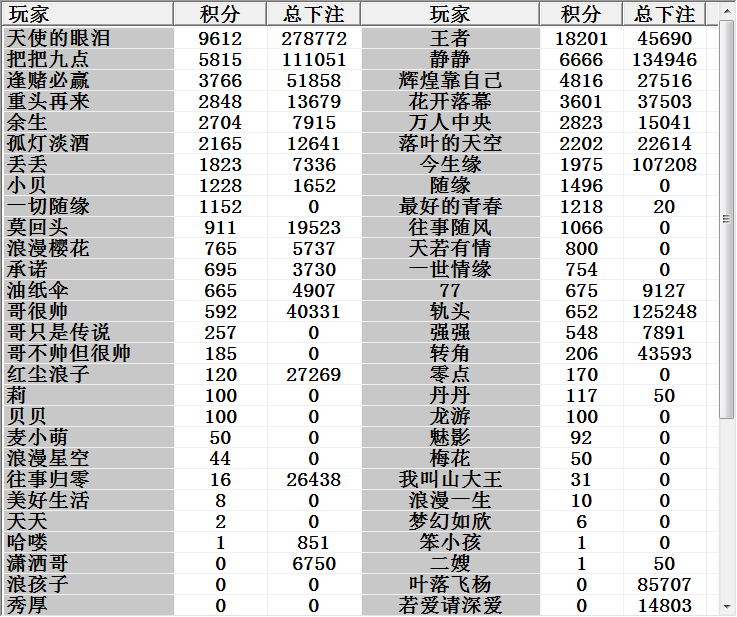 玩家 积分 总下注 玩家 积分 总下注
天使的眼泪 9612 278772 王者 18201 45690
把把九点 5815 111051 静静 6666 134946
逢赌必赢 3766 51858 辉煌靠自己 4816 27516
重头再来 2848 13679 花开落幕 3601 37503
余生 2704 7915 万人中央 2823 15041
孤灯淡酒 2165 12641 落叶的天空 2202 22614
丢丢 1823 7336 今生缘 1975 107208
小贝 1228 1652 随缘 1496 0
一切随缘 1152 0 最好的青春 1218 20
莫回头 911 19523 往事随风 1066 0
浪漫樱花 765 5737 天若有情 800 0
承诺 695 3730 一世情缘 754 0
油纸伞 665 4907 77 675 9127
哥很帅 592 40331 轨头 652 125248
哥只是传说 257 0 强强 548 7891
哥不帅但很帅 185 0 转角 206 43593
红尘浪子 120 27269 零点 170 0
莉 100 0 丹丹 117 50
贝贝 100 0 龙游 100 0
麦小萌 50 0 魅影 92 0
浪漫星空 44 0 梅花 50 0
往事归零 16 26438 我叫山大王 31 0
美好生活 8 0 浪漫一生 10 0
天天 2 0 梦幻如欣 6 0
哈喽 1 851 笨小孩 1 0
潇洒哥 0 6750 二嫂 1 50
浪孩子 0 0 叶落飞杨 0 85707
秀厚 0 0 若爱请深爱 0 14803